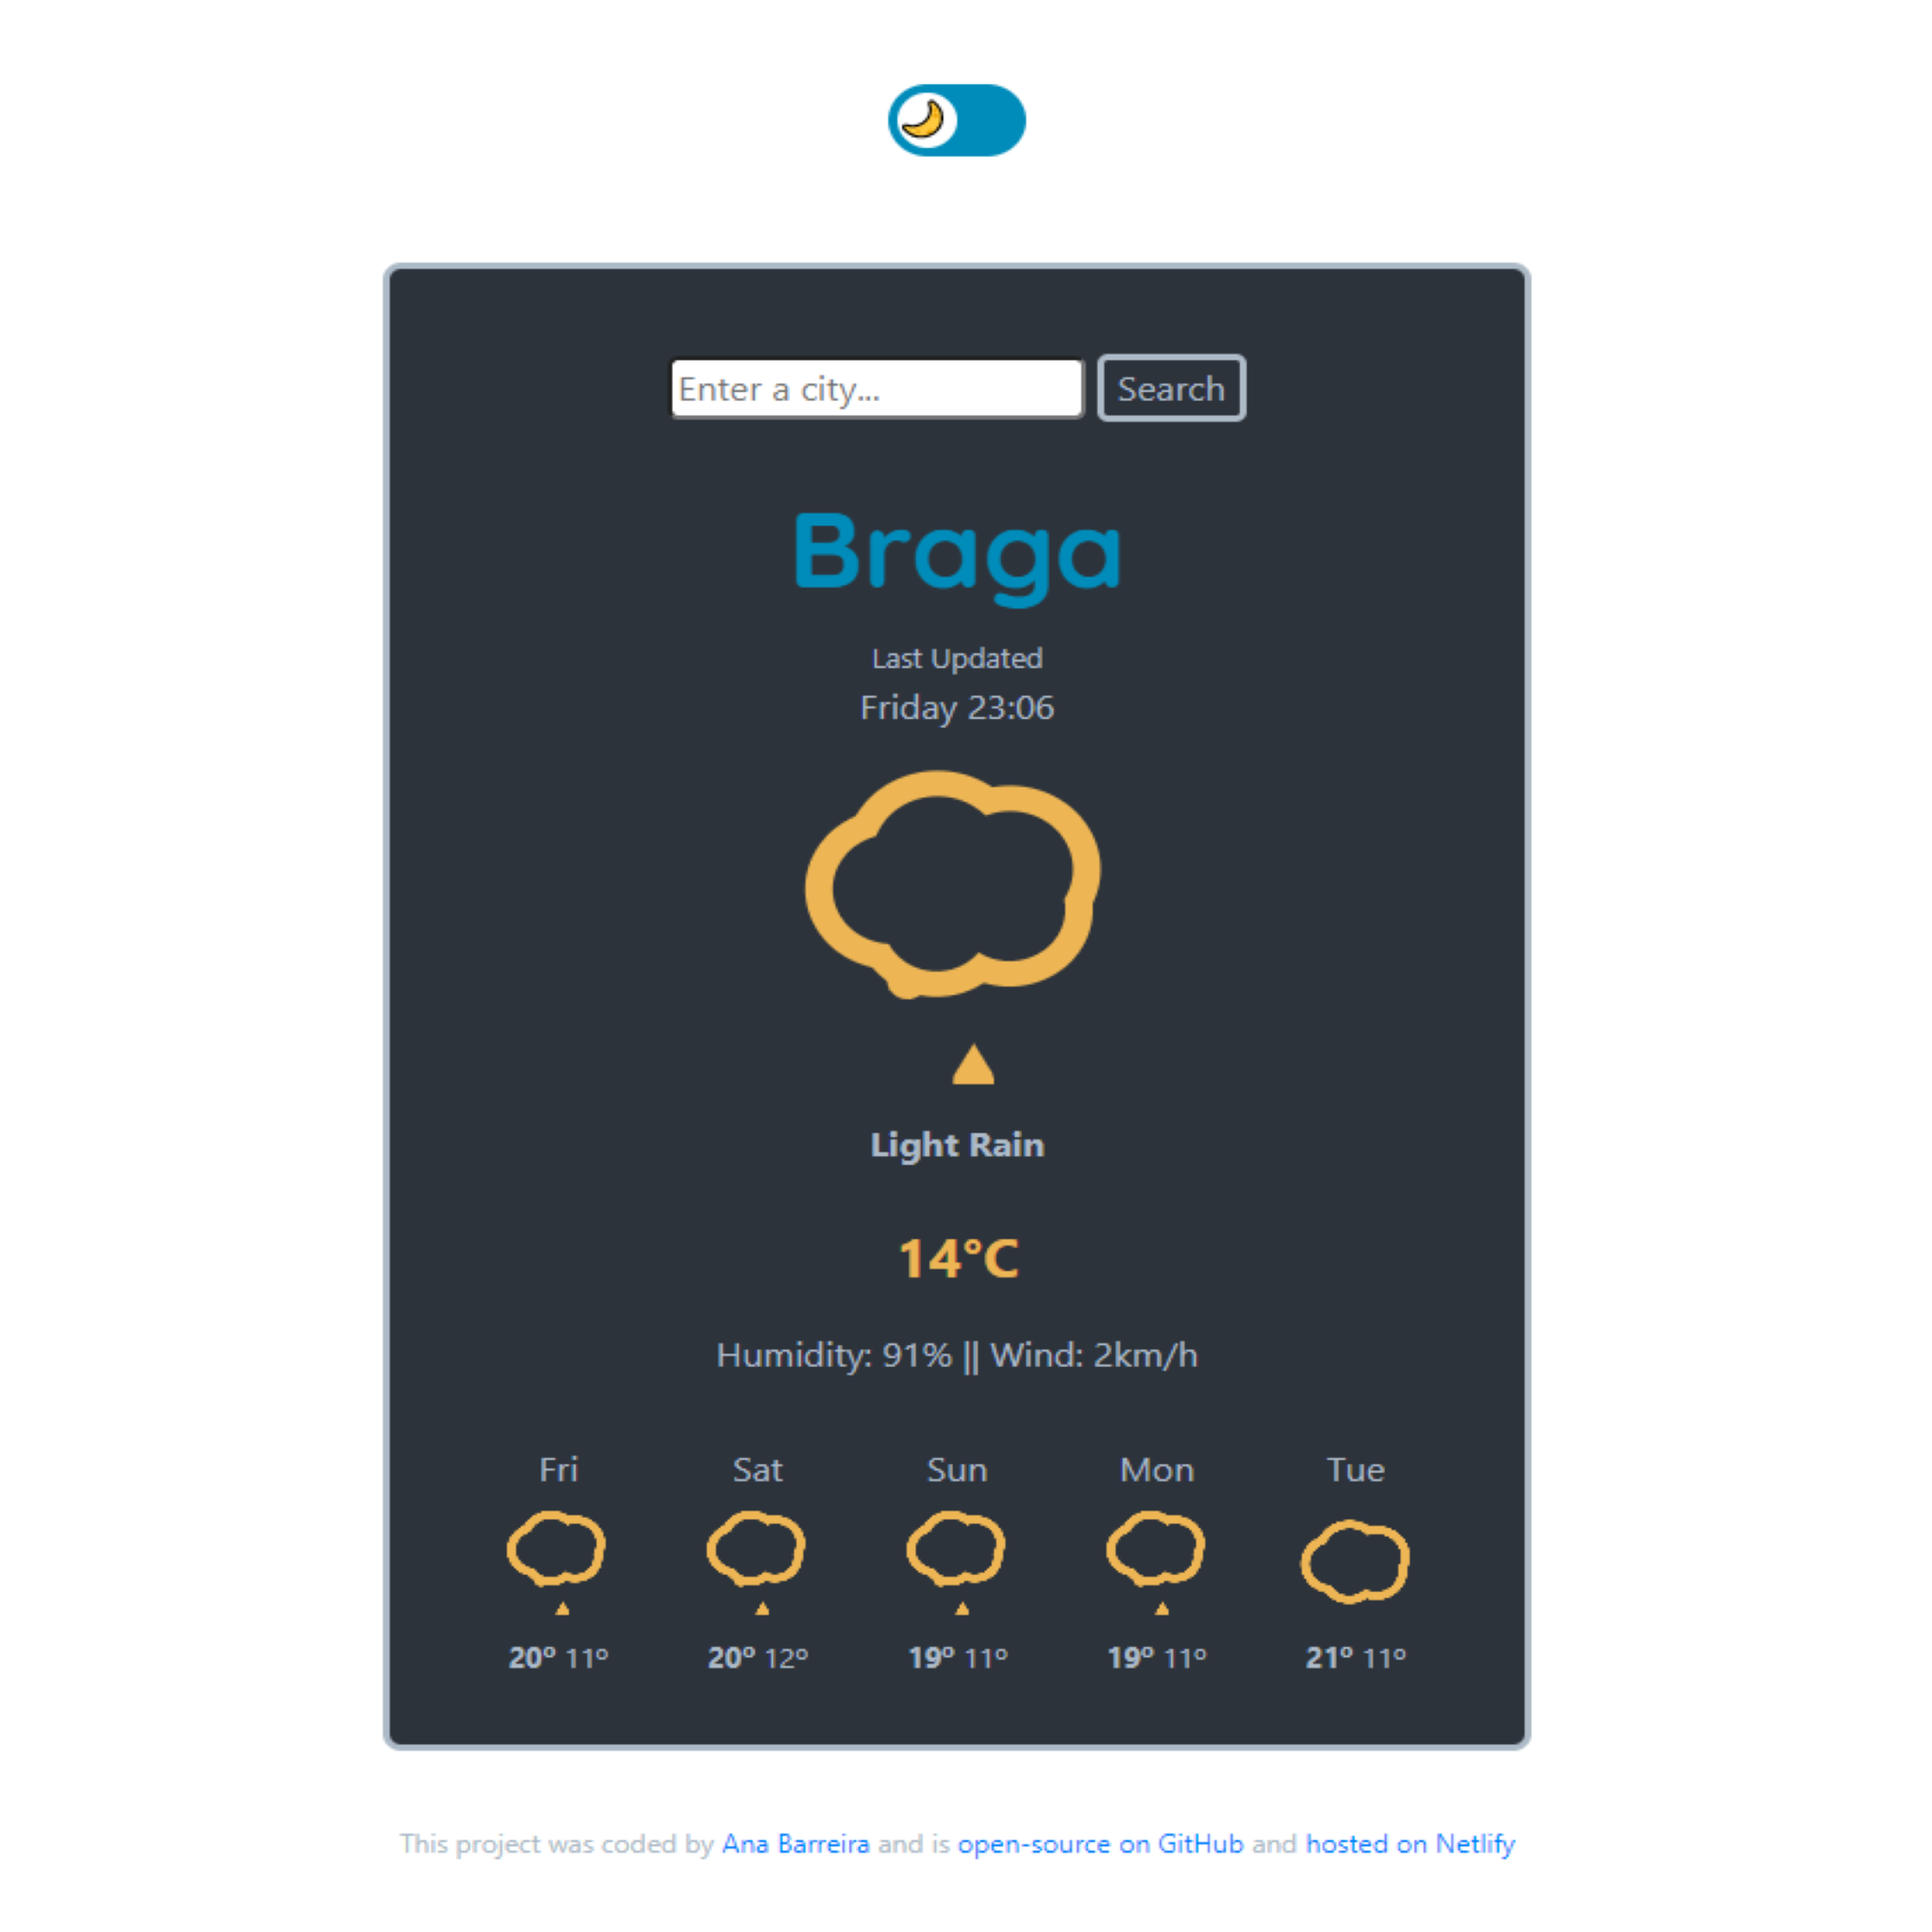 Enter a city... Search
Braga
Last Updated
Friday 23:06
Light Rain
14°C
Humidity: 91% || Wind: 2km/h
Fri Sat Sun Mon Tue
20º 11º 20º 12º 19º 11º 19º 11º 21º 11º
This project was coded by Ana Barreira and is open-source on GitHub and hosted on Netlify